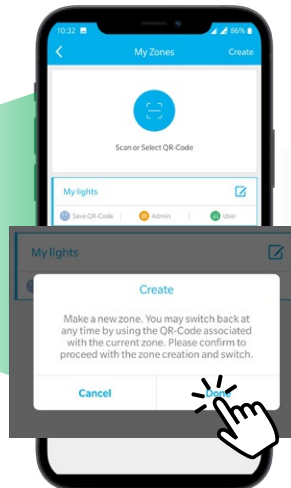 10:32 86%
My Zones Create
Scan or Select QR-Code
My lights
Save QR-Code Admin User
My lights
Create
Make a new zone. You may switch back at
any time by using the QR-Code associated
with the current zone. Please confirm to
proceed with the zone creation and switch.
Cancel Done